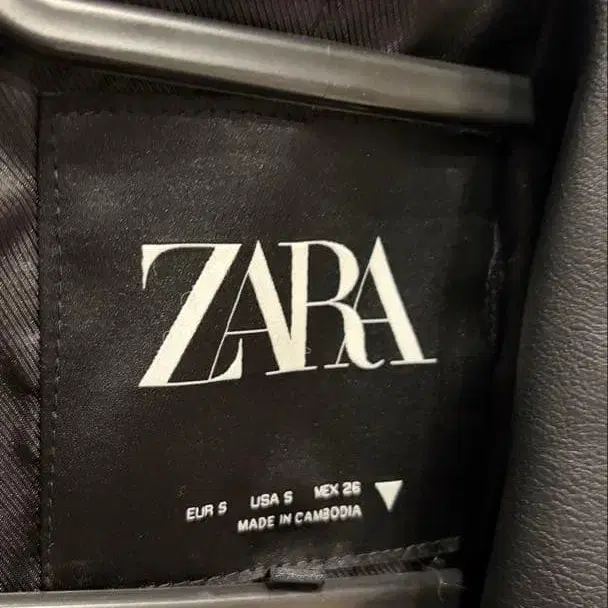 ZARA
EUR S USA S MEX 26
MADE IN CAMBODIA